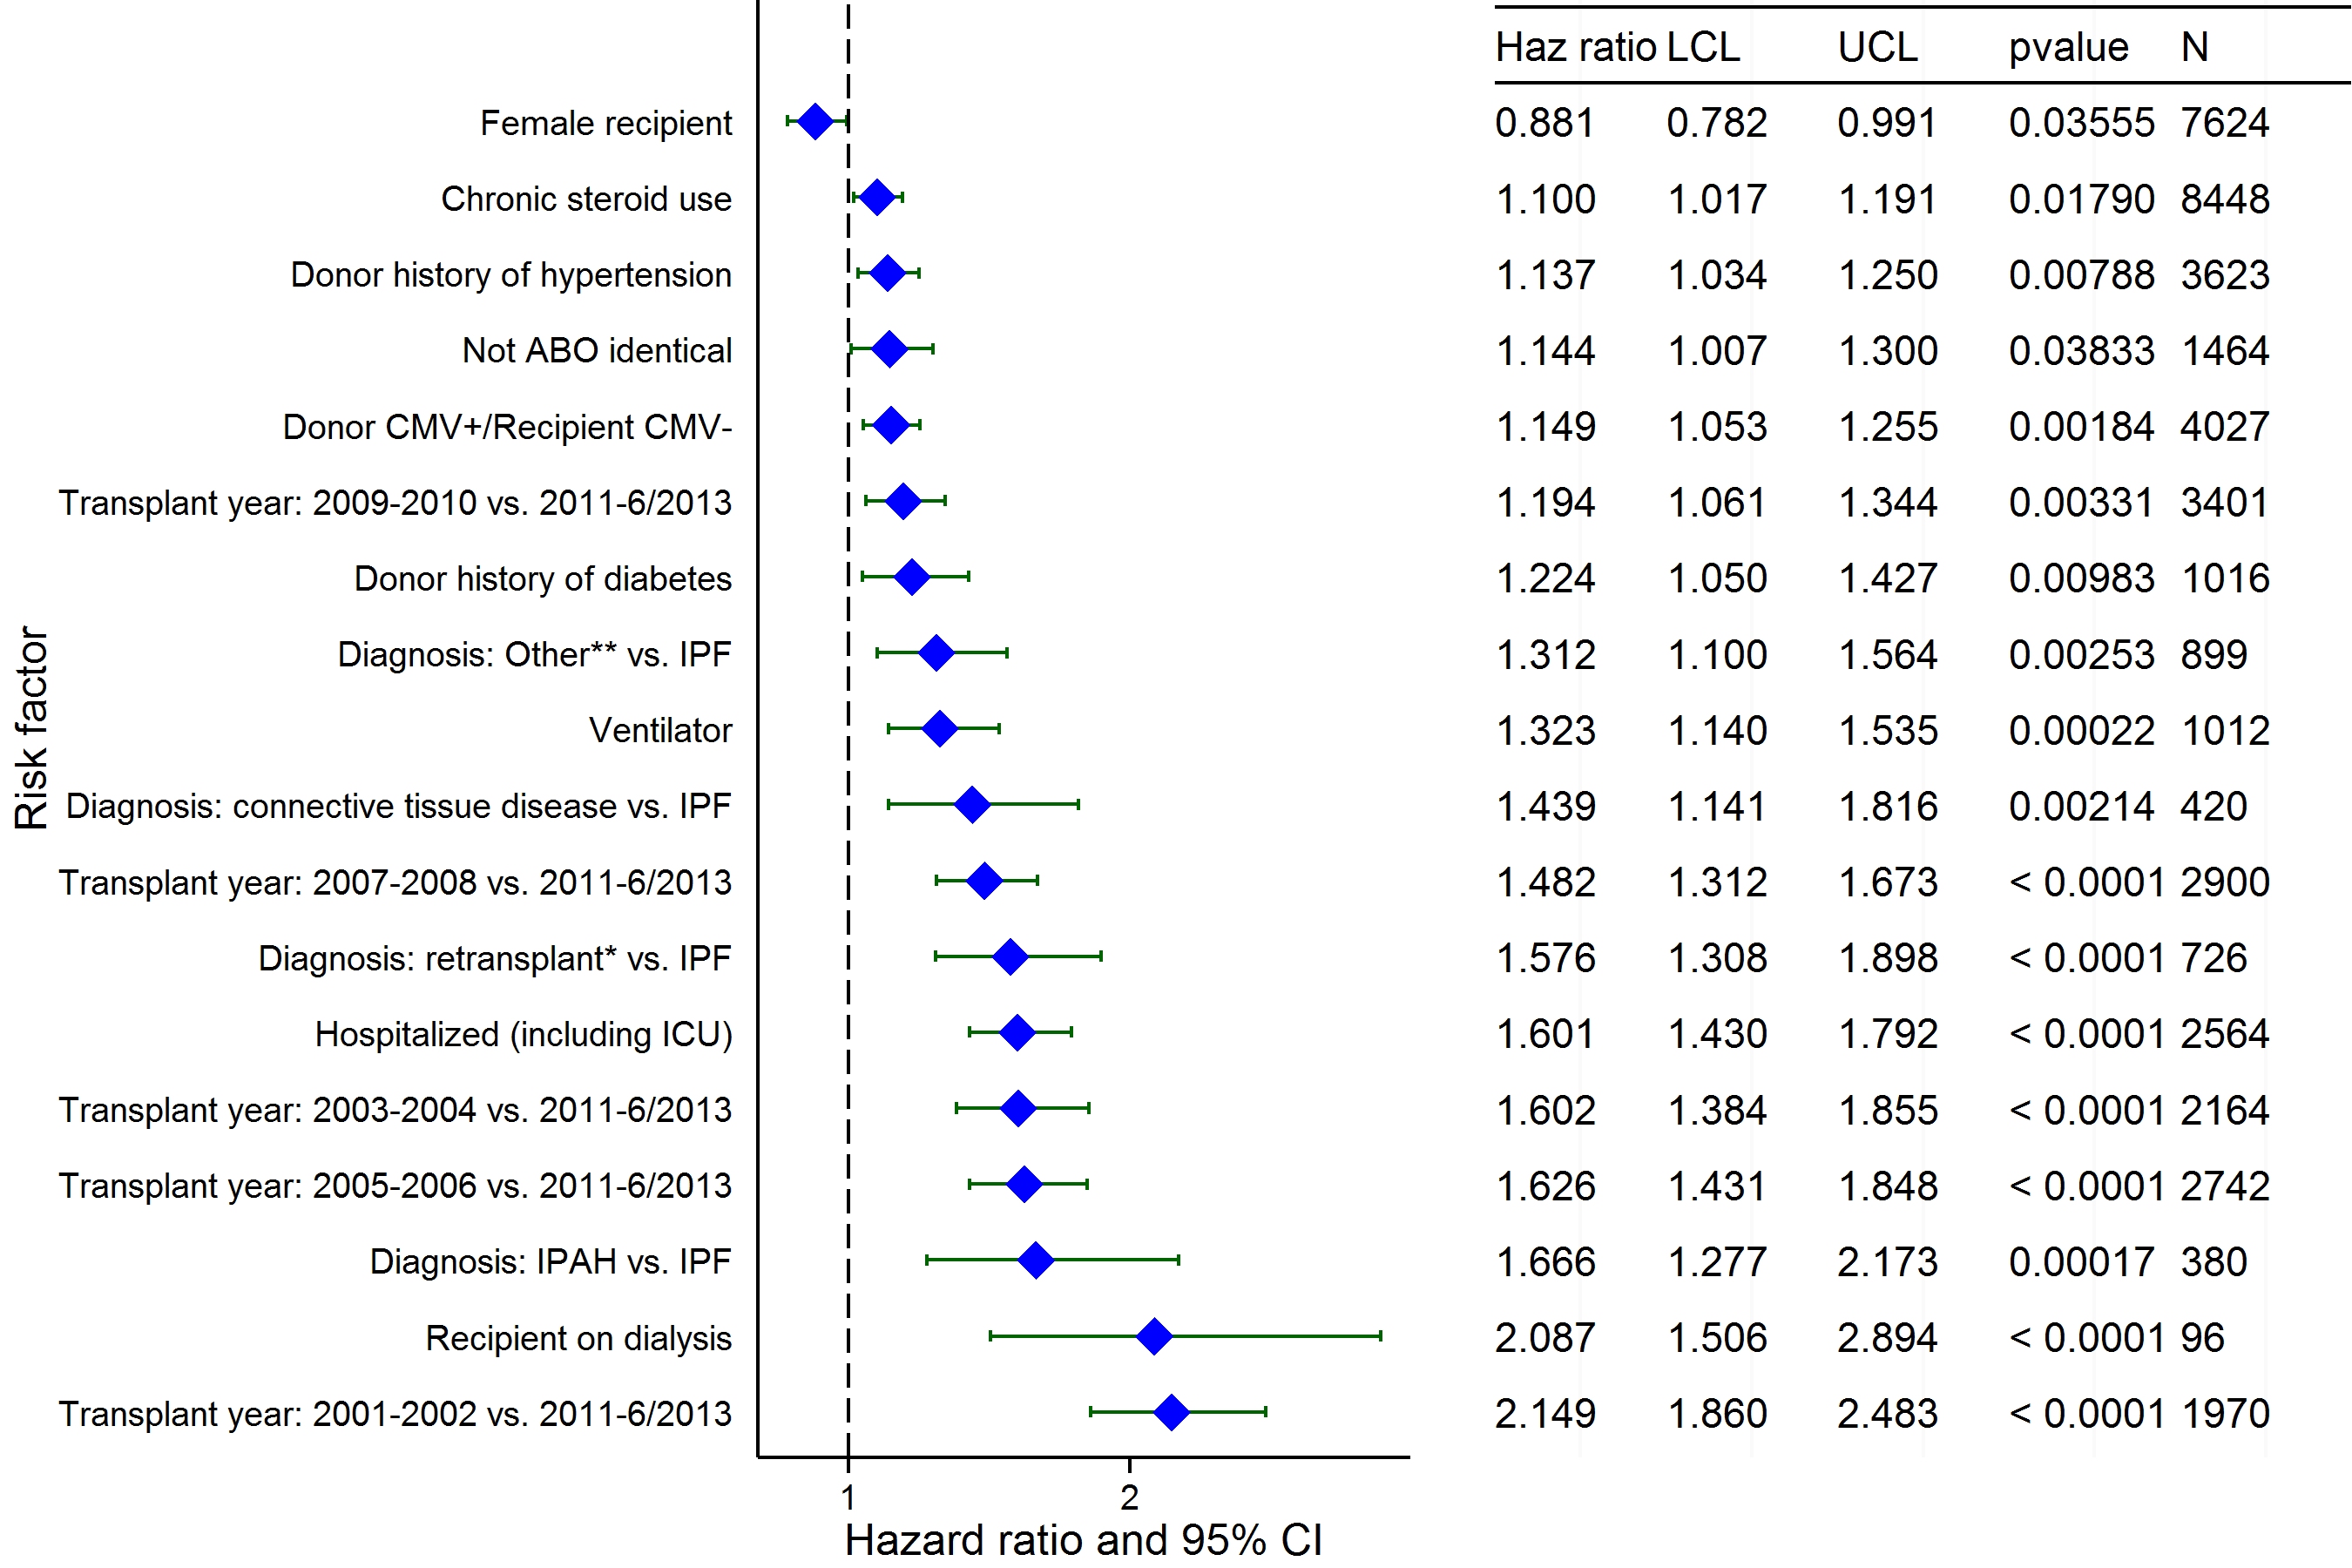 Haz ratio LCL UCL pvalue N
Female recipient 0.881 0.782 0.991 0.03555 7624
Chronic steroid use 1.100 1.017 1.191 0.01790 8448
Donor history of hypertension 1.137 1.034 1.250 0.00788 3623
Not ABO identical 1.144 1.007 1.300 0.03833 1464
Donor CMV+/Recipient CMV- 1.149 1.053 1.255 0.00184 4027
Transplant year: 2009-2010 vs. 2011-6/2013 1.194 1.061 1.344 0.00331 3401
Donor history of diabetes 1.224 1.050 1.427 0.00983 1016
Diagnosis: Other** vs. IPF 1.312 1.100 1.564 0.00253 899
Ventilator 1.323 1.140 1.535 0.00022 1012
Diagnosis: connective tissue disease vs. IPF 1.439 1.141 1.816 0.00214 420
Transplant year: 2007-2008 vs. 2011-6/2013 1.482 1.312 1.673 < 0.0001 2900
Diagnosis: retransplant* vs. IPF 1.576 1.308 1.898 < 0.0001 726
Hospitalized (including ICU) 1.601 1.430 1.792 < 0.0001 2564
Transplant year: 2003-2004 vs. 2011-6/2013 1.602 1.384 1.855 < 0.0001 2164
Transplant year: 2005-2006 vs. 2011-6/2013 1.626 1.431 1.848 < 0.0001 2742
Diagnosis: IPAH vs. IPF 1.666 1.277 2.173 0.00017 380
Recipient on dialysis 2.087 1.506 2.894 < 0.0001 96
Transplant year: 2001-2002 vs. 2011-6/2013 2.149 1.860 2.483 < 0.0001 1970
Risk factor
1 2
Hazard ratio and 95% CI